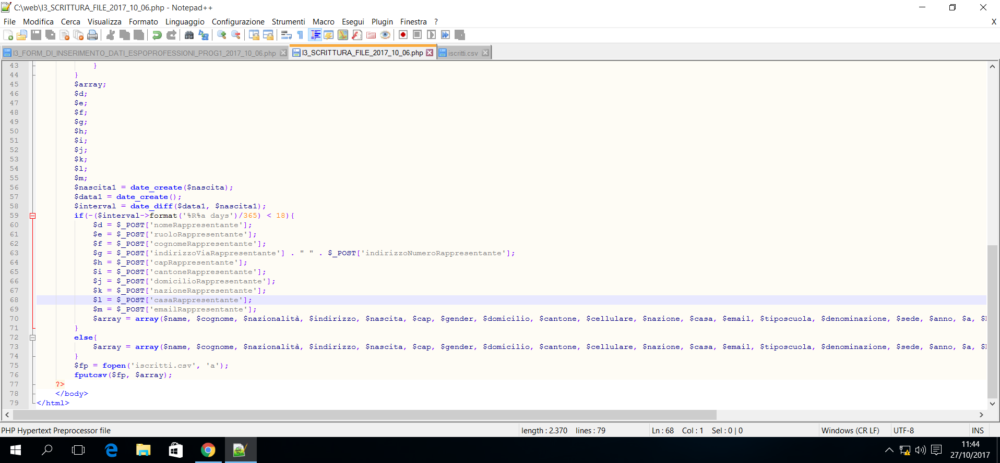 C:\web\I3_SCRITTURA_FILE_2017_10_06.php - Notepad++
File Modifica Cerca Visualizza Formato Linguaggio Configurazione Strumenti Macro Esegui Plugin Finestra ? X
I3_FORM_DI_INSERIMENTO_DATI_ESPOPROFESSIONI_PROG1_2017_10_06.php I3_SCRITTURA_FILE_2017_10_06.php iscritti.csv
43 }
44 }
45 $array;
46 $d;
47 $e;
48 $f;
49 $g;
50 $h;
51 $i;
52 $j;
53 $k;
54 $l;
55 $m;
56 $nascita1 = date_create($nascita);
57 $data1 = date_create();
58 $interval = date_diff($data1, $nascita1);
59 if(-($interval->format('%R%a days')/365) < 18){
60 $d = $_POST['nomeRappresentante'];
61 $e = $_POST['ruoloRappresentante'];
62 $f = $_POST['cognomeRappresentante'];
63 $g = $_POST['indirizzoViaRappresentante'] . " " . $_POST['indirizzoNumeroRappresentante'];
64 $h = $_POST['capRappresentante'];
65 $i = $_POST['cantoneRappresentante'];
66 $j = $_POST['domicilioRappresentante'];
67 $k = $_POST['nazioneRappresentante'];
68 $l = $_POST['casaRappresentante'];
69 $m = $_POST['emailRappresentante'];
70 $array = array($name, $cognome, $nazionalità, $indirizzo, $nascita, $cap, $gender, $domicilio, $cantone, $cellulare, $nazione, $casa, $email, $tiposcuola, $denominazione, $sede, $anno, $a,
71 }
72 else{
73 $array = array($name, $cognome, $nazionalità, $indirizzo, $nascita, $cap, $gender, $domicilio, $cantone, $cellulare, $nazione, $casa, $email, $tiposcuola, $denominazione, $sede, $anno, $a,
74 }
75 $fp = fopen('iscritti.csv', 'a');
76 fputcsv($fp, $array);
77 ?>
78 </body>
79 </html>
PHP Hypertext Preprocessor file length : 2.370 lines : 79 Ln : 68 Col : 1 Sel : 0 | 0 Windows (CR LF) UTF-8 INS
11:44
27/10/2017